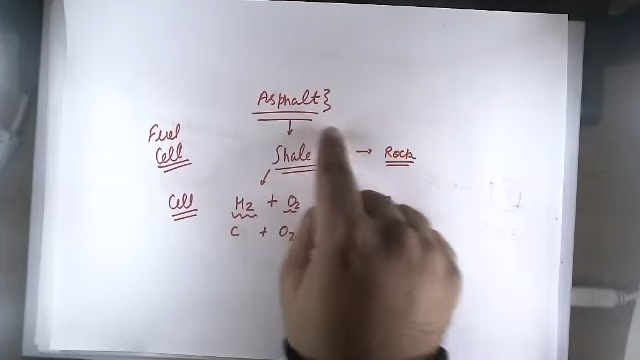 Asphalt}
Fuel
Cell
Shale → Rock
Cell
H2 + O2
C + O2